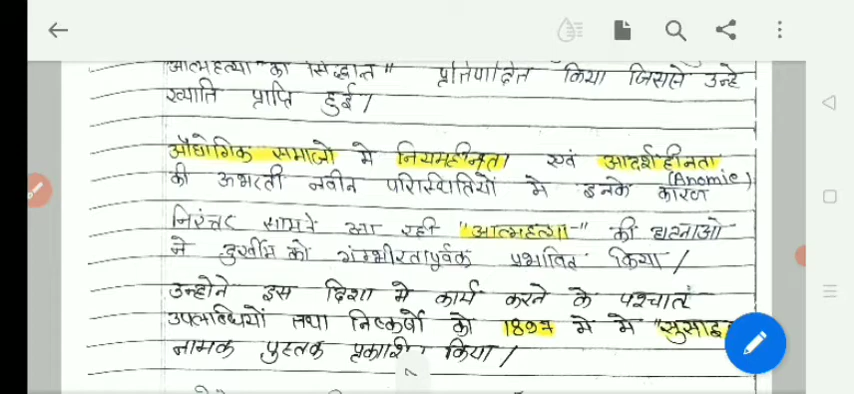 आत्महत्या का सिद्धान्त" प्रतिपादित किया जिससे उन्हे
ख्याति प्राप्ति हुई।
औद्योगिक समाजो मे नियमहीनता एवं आदर्शहीनता
(Anomie)
की उभरती नवीन परिस्थितियों मे इनके कारण
निरंतर सामने आ रही "आत्महत्या" की घटनाओ
ने दुर्खीम को गंम्भीरतापूर्वक प्रभावित किया।
उन्होने इस दिशा मे कार्य करने के पश्चात
उपलब्धियों तथा निष्कर्षो को 1897 मे मे "सुसाइड
नामक पुस्तक किया।